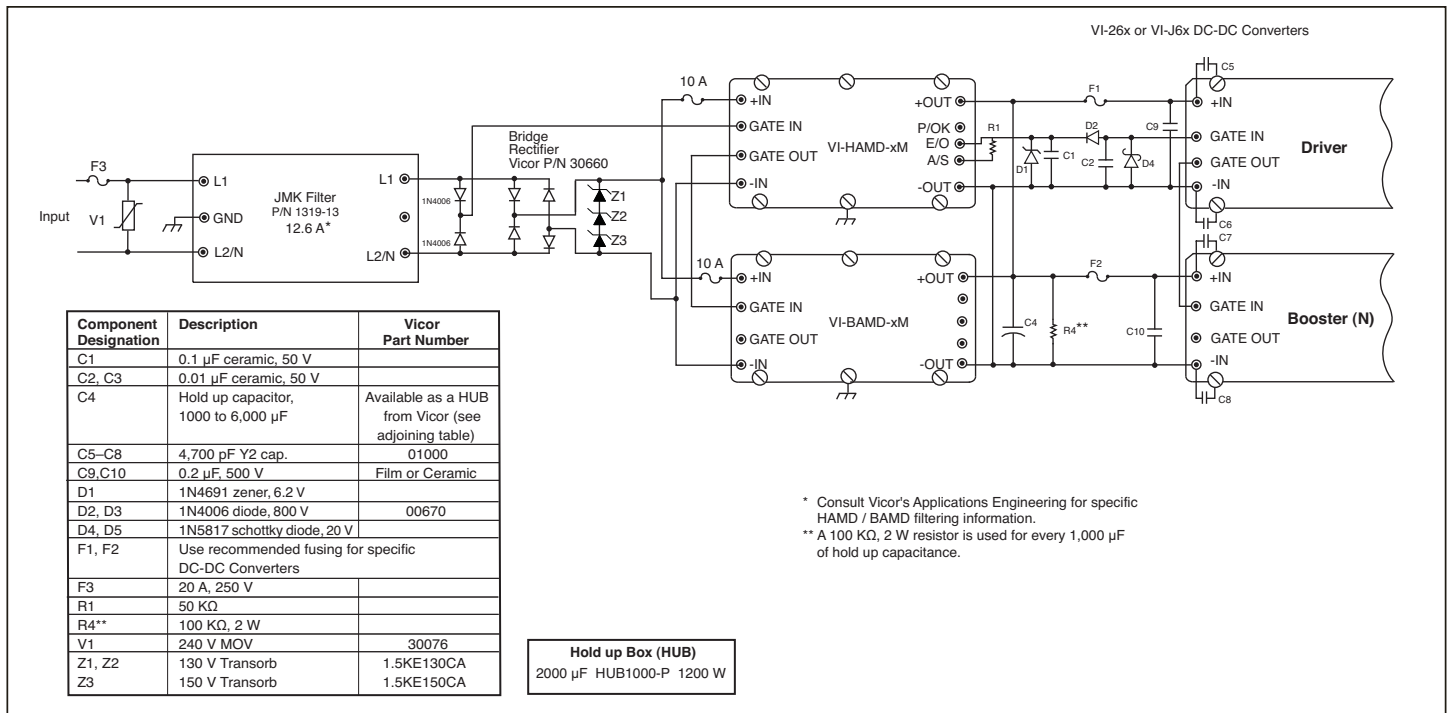 VI-26x or VI-J6x DC-DC Converters
C5
10 A
+IN
GATE IN
GATE OUT
-IN
VI-HAMD-xM
+OUT
P/OK
E/O
A/S
-OUT
R1
D1
C1
D2
C2
D4
F1
C9
+IN
GATE IN
GATE OUT
-IN
Driver
C6
C7
Bridge
Rectifier
Vicor P/N 30660
F3
Input
V1
L1
GND
L2/N
JMK Filter
P/N 1319-13
12.6 A*
L1
L2/N
1N4006
1N4006
Z1
Z2
Z3
10 A
+IN
GATE IN
GATE OUT
-IN
VI-BAMD-xM
+OUT
-OUT
C4
R4**
F2
C10
+IN
GATE IN
GATE OUT
-IN
Booster (N)
C8
Component Designation Description Vicor Part Number
C1 0.1 µF ceramic, 50 V
C2, C3 0.01 µF ceramic, 50 V
C4 Hold up capacitor, Available as a HUB
1000 to 6,000 µF from Vicor (see
adjoining table)
C5–C8 4,700 pF Y2 cap. 01000
C9,C10 0.2 µF, 500 V Film or Ceramic
D1 1N4691 zener, 6.2 V
D2, D3 1N4006 diode, 800 V 00670
D4, D5 1N5817 schottky diode, 20 V
F1, F2 Use recommended fusing for specific
DC-DC Converters
F3 20 A, 250 V
R1 50 KΩ
R4** 100 KΩ, 2 W
V1 240 V MOV 30076
Z1, Z2 130 V Transorb 1.5KE130CA
Z3 150 V Transorb 1.5KE150CA
* Consult Vicor's Applications Engineering for specific
HAMD / BAMD filtering information.
** A 100 KΩ, 2 W resistor is used for every 1,000 µF
of hold up capacitance.
Hold up Box (HUB)
2000 µF HUB1000-P 1200 W